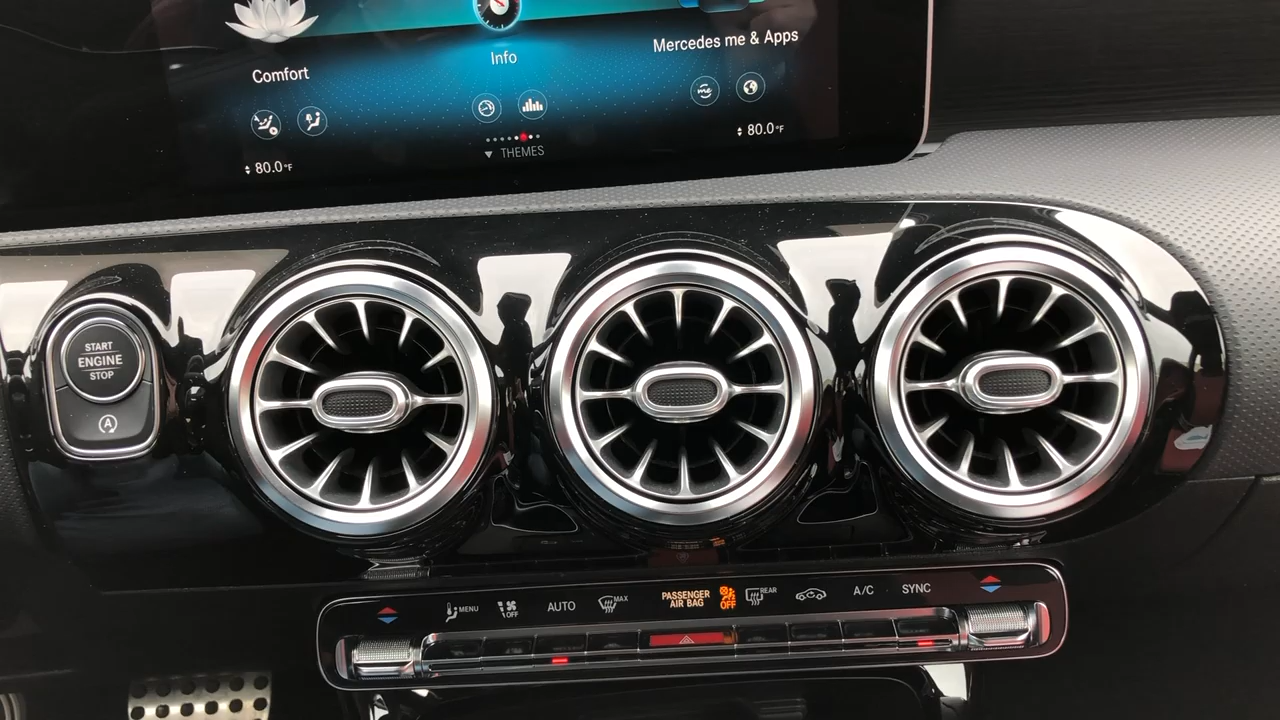 Comfort
Info
Mercedes me & Apps
me
80.0°F
80.0°F
THEMES
START
ENGINE
STOP
A
MENU
OFF
AUTO
MAX
PASSENGER
AIR BAG
OFF
REAR
A/C
SYNC